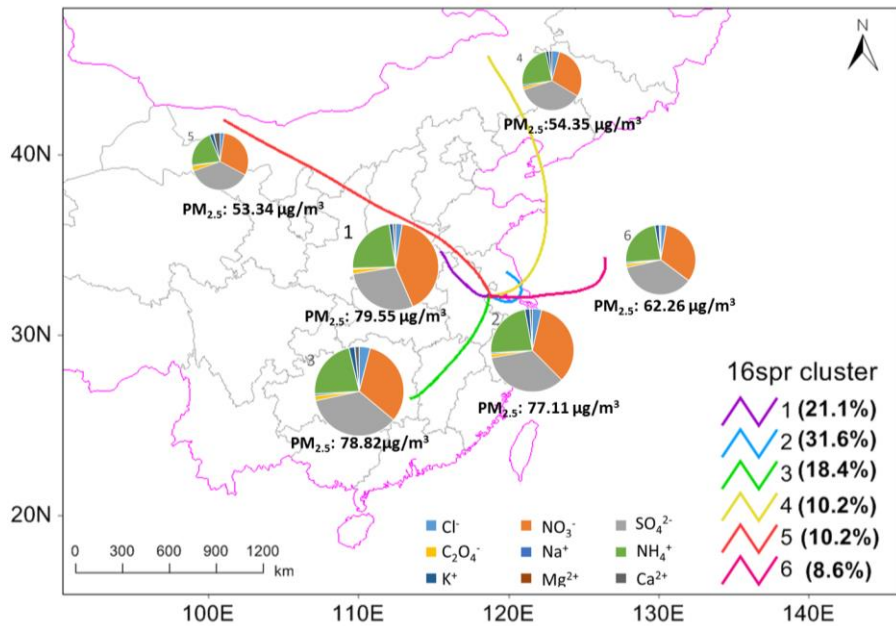 N
4
PM2.5:54.35 µg/m³
40N
5
PM2.5: 53.34 µg/m³
1
6
PM2.5: 79.55 µg/m³
PM2.5: 62.26 µg/m³
30N
2
3
PM2.5: 77.11 µg/m³
PM2.5: 78.82µg/m³
16spr cluster
1 (21.1%)
2 (31.6%)
3 (18.4%)
4 (10.2%)
5 (10.2%)
6 (8.6%)
20N
Cl⁻ NO₃⁻ SO₄²⁻
C₂O₄⁻ Na⁺ NH₄⁺
K⁺ Mg²⁺ Ca²⁺
0 300 600 900 1200
km
100E 110E 120E 130E 140E